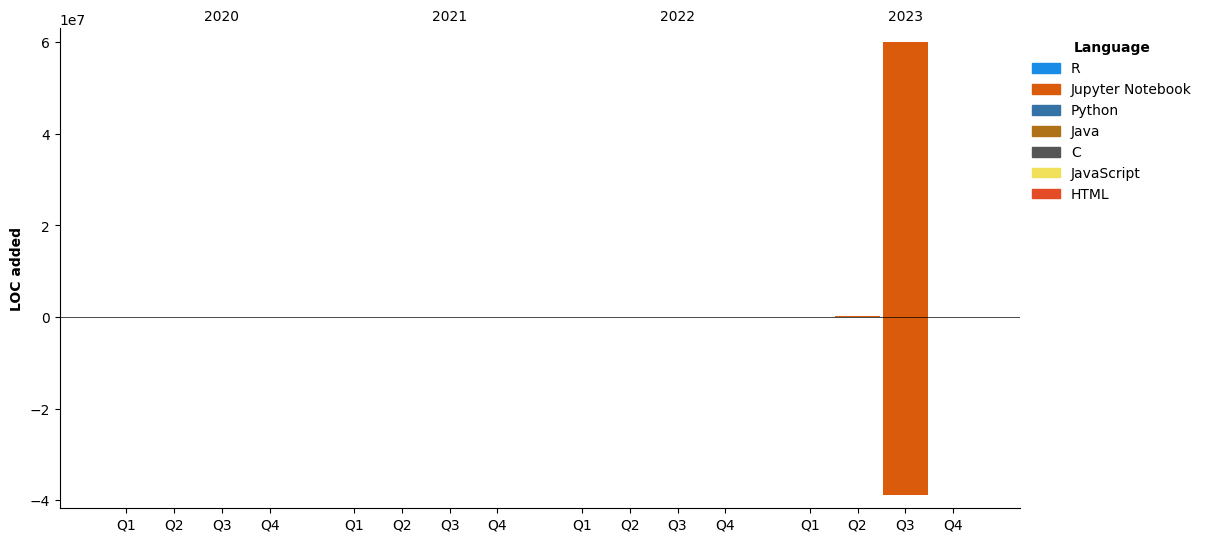 2020 2021 2022 2023
1e7
6
4
2
0
−2
−4
LOC added
Q1 Q2 Q3 Q4 Q1 Q2 Q3 Q4 Q1 Q2 Q3 Q4 Q1 Q2 Q3 Q4
Language
R
Jupyter Notebook
Python
Java
C
JavaScript
HTML